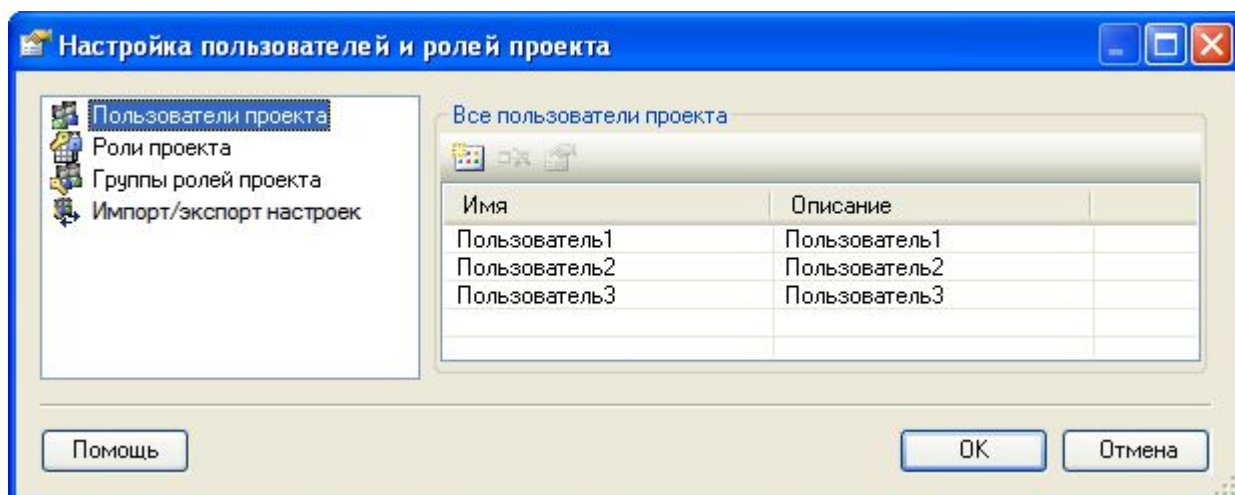 Настройка пользователей и ролей проекта
Пользователи проекта
Роли проекта
Группы ролей проекта
Импорт/экспорт настроек
Все пользователи проекта
Имя Описание
Пользователь1 Пользователь1
Пользователь2 Пользователь2
Пользователь3 Пользователь3
Помощь OK Отмена